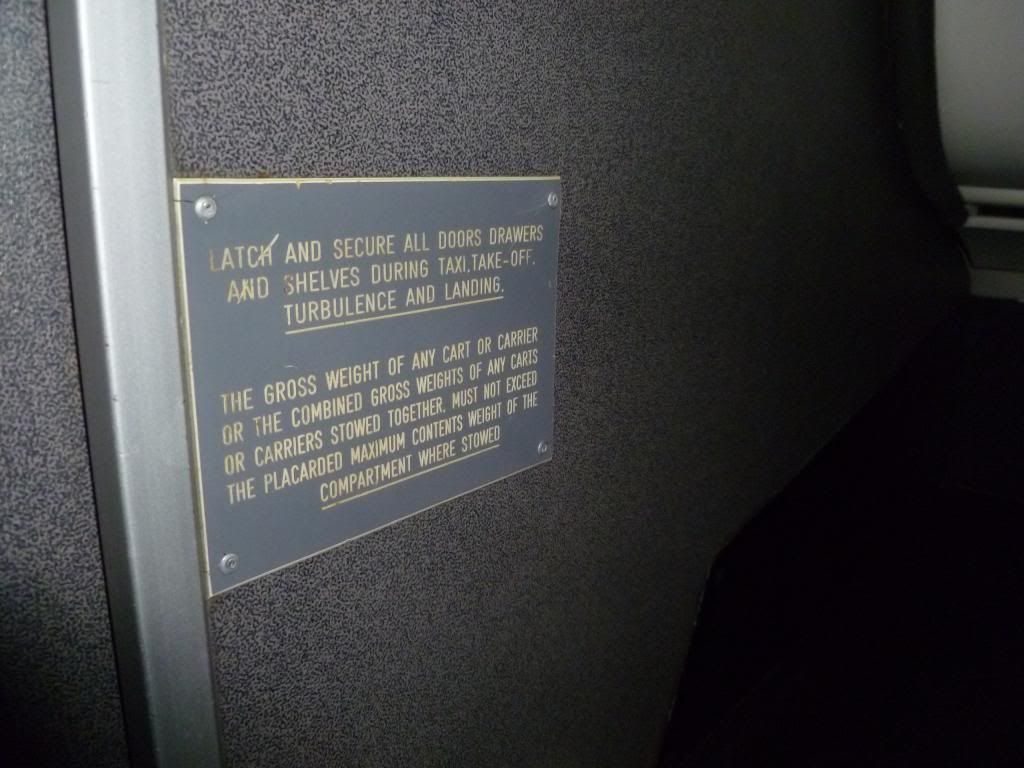 LATCH AND SECURE ALL DOORS DRAWERS
AND SHELVES DURING TAXI,TAKE-OFF,
TURBULENCE AND LANDING.
THE GROSS WEIGHT OF ANY CART OR CARRIER
OR THE COMBINED GROSS WEIGHTS OF ANY CARTS
OR CARRIERS STOWED TOGETHER, MUST NOT EXCEED
THE PLACARDED MAXIMUM CONTENTS WEIGHT OF THE
COMPARTMENT WHERE STOWED